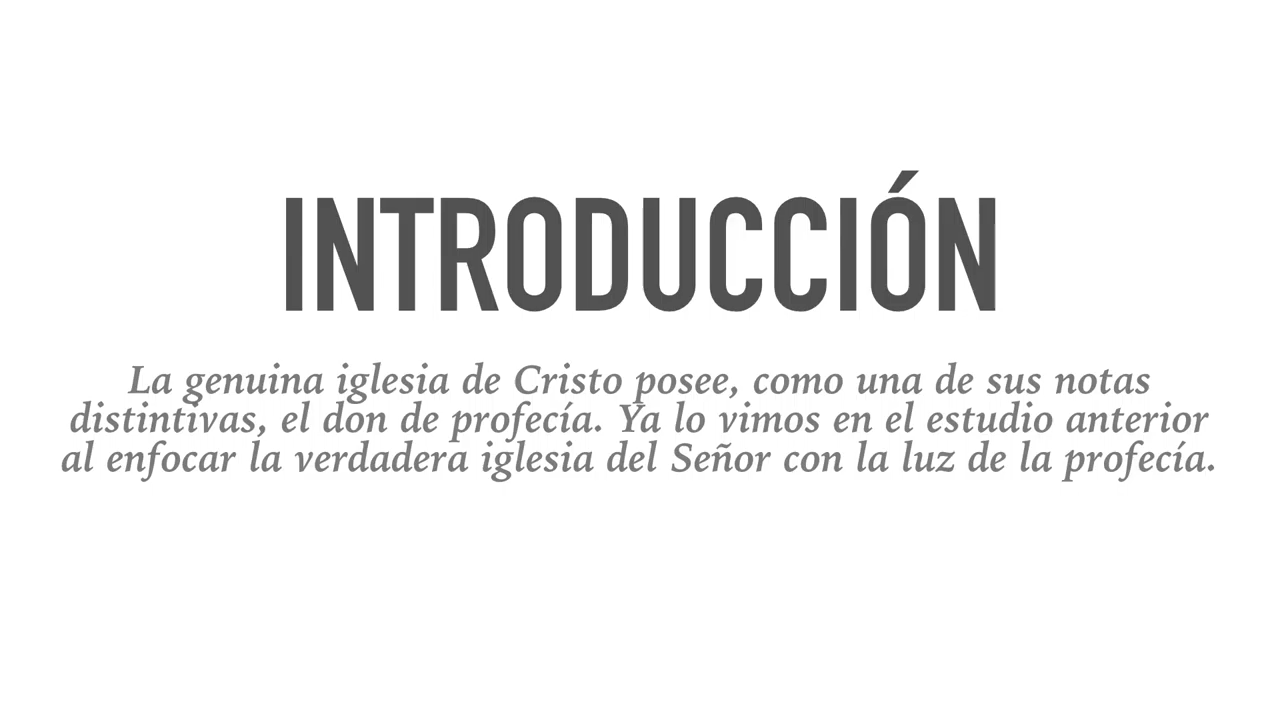 INTRODUCCIÓN
La genuina iglesia de Cristo posee, como una de sus notas
distintivas, el don de profecía. Ya lo vimos en el estudio anterior
al enfocar la verdadera iglesia del Señor con la luz de la profecía.